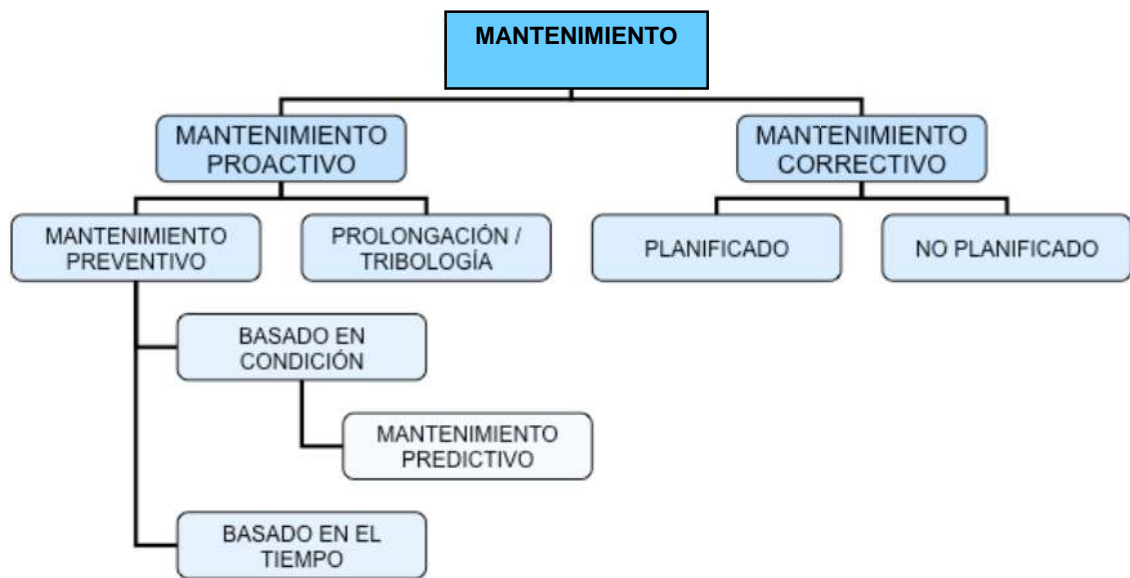 MANTENIMIENTO
MANTENIMIENTO
PROACTIVO
MANTENIMIENTO
CORRECTIVO
MANTENIMIENTO
PREVENTIVO
PROLONGACIÓN /
TRIBOLOGÍA
PLANIFICADO
NO PLANIFICADO
BASADO EN
CONDICIÓN
MANTENIMIENTO
PREDICTIVO
BASADO EN EL
TIEMPO